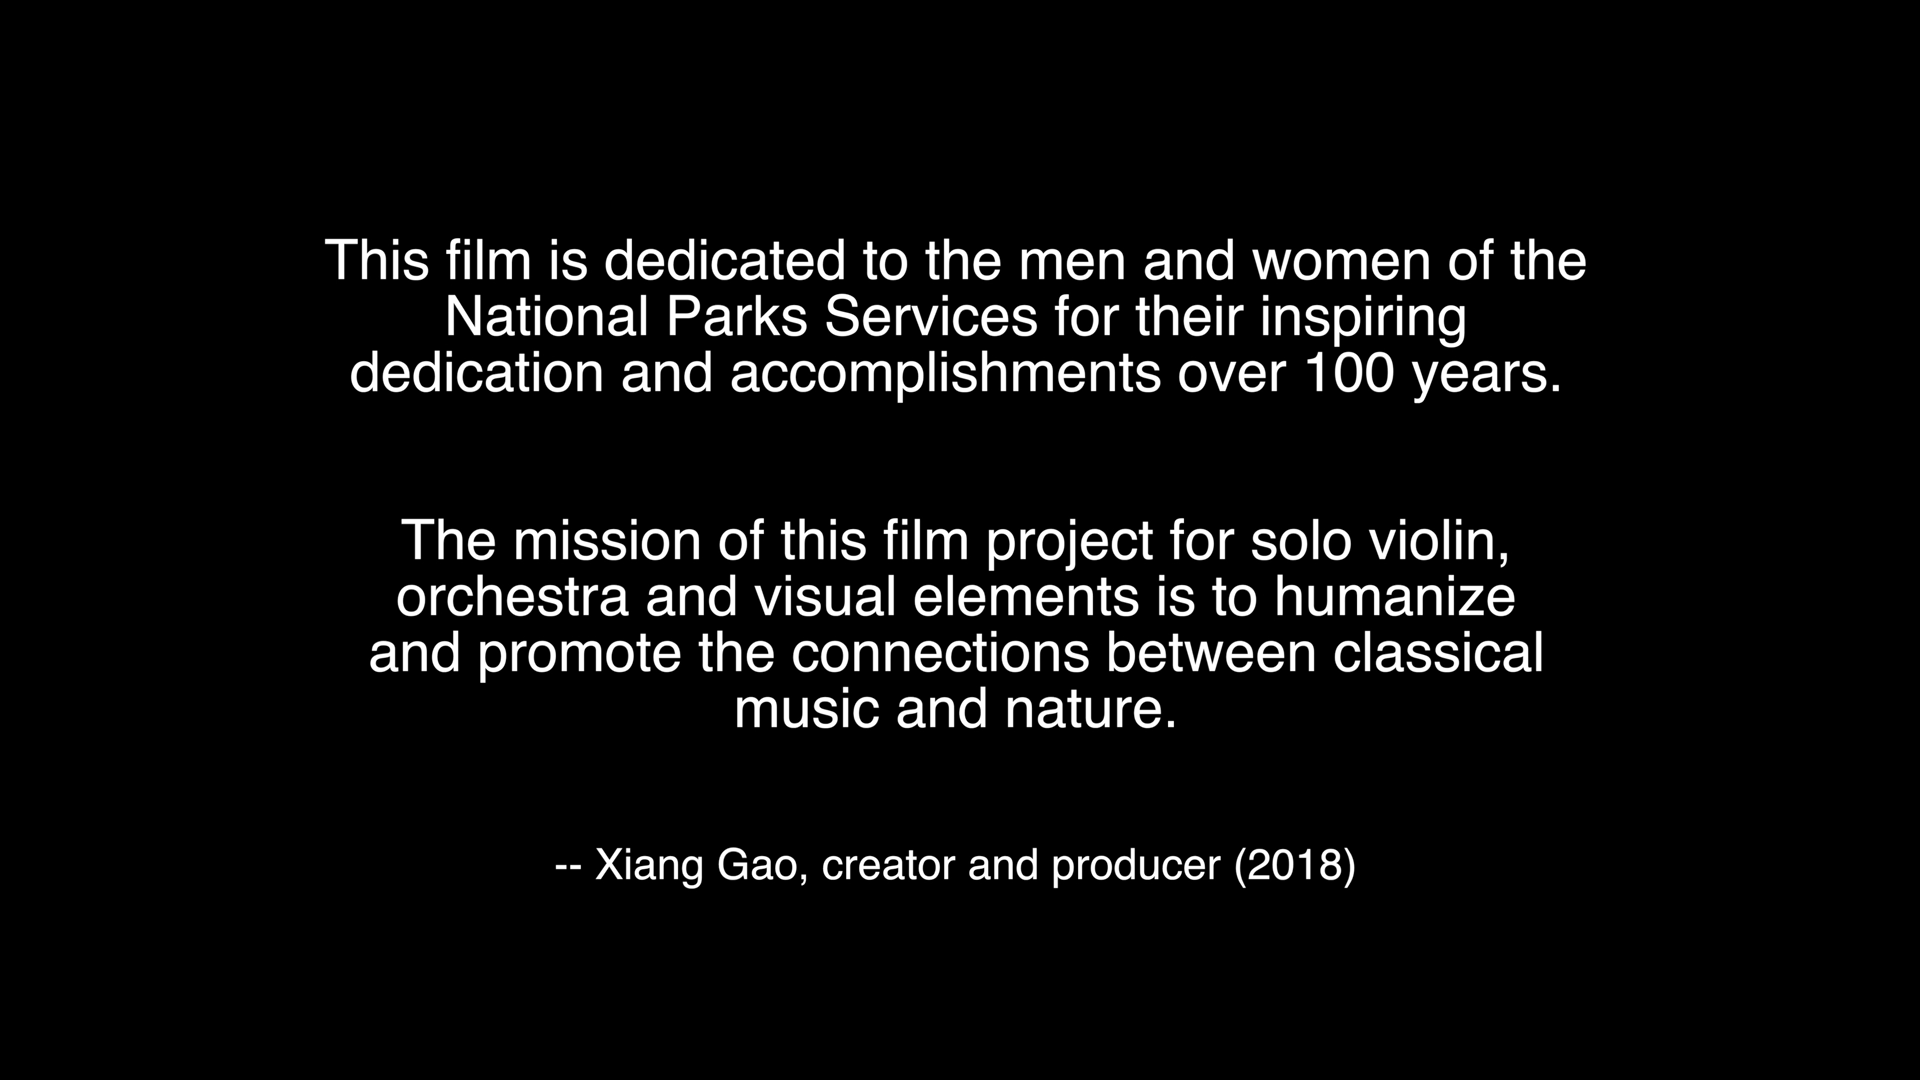 This film is dedicated to the men and women of the
National Parks Services for their inspiring
dedication and accomplishments over 100 years.
The mission of this film project for solo violin,
orchestra and visual elements is to humanize
and promote the connections between classical
music and nature.
-- Xiang Gao, creator and producer (2018)